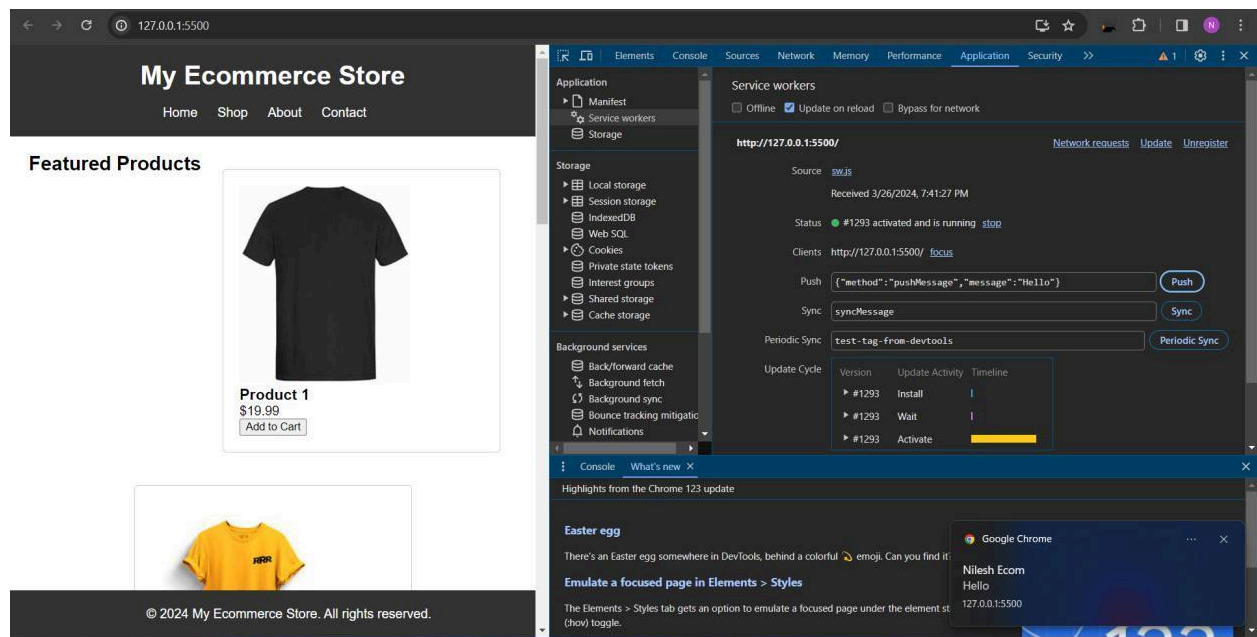 127.0.0.1:5500
N
My Ecommerce Store
Home Shop About Contact
Featured Products
Product 1
$19.99
Add to Cart
RRR
© 2024 My Ecommerce Store. All rights reserved.
Elements Console Sources Network Memory Performance Application Security 1
Application
Manifest
Service workers
Storage
Storage
Local storage
Session storage
IndexedDB
Web SQL
Cookies
Private state tokens
Interest groups
Shared storage
Cache storage
Background services
Back/forward cache
Background fetch
Background sync
Bounce tracking mitigatio
Notifications
Service workers
Offline Update on reload Bypass for network
http://127.0.0.1:5500/ Network requests Update Unregister
Source sw.js
Received 3/26/2024, 7:41:27 PM
Status #1293 activated and is running stop
Clients http://127.0.0.1:5500/ focus
Push {"method":"pushMessage","message":"Hello"} Push
Sync syncMessage Sync
Periodic Sync test-tag-from-devtools Periodic Sync
Update Cycle Version Update Activity Timeline
#1293 Install
#1293 Wait
#1293 Activate
Console What's new
Highlights from the Chrome 123 update
Easter egg
There's an Easter egg somewhere in DevTools, behind a colorful 💫 emoji. Can you find it
Emulate a focused page in Elements > Styles
The Elements > Styles tab gets an option to emulate a focused page under the element st
(:hov) toggle.
Google Chrome
Nilesh Ecom
Hello
127.0.0.1:5500